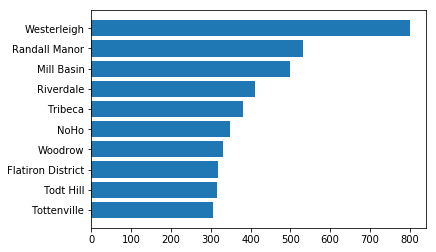 Westerleigh
Randall Manor
Mill Basin
Riverdale
Tribeca
NoHo
Woodrow
Flatiron District
Todt Hill
Tottenville
0 100 200 300 400 500 600 700 800